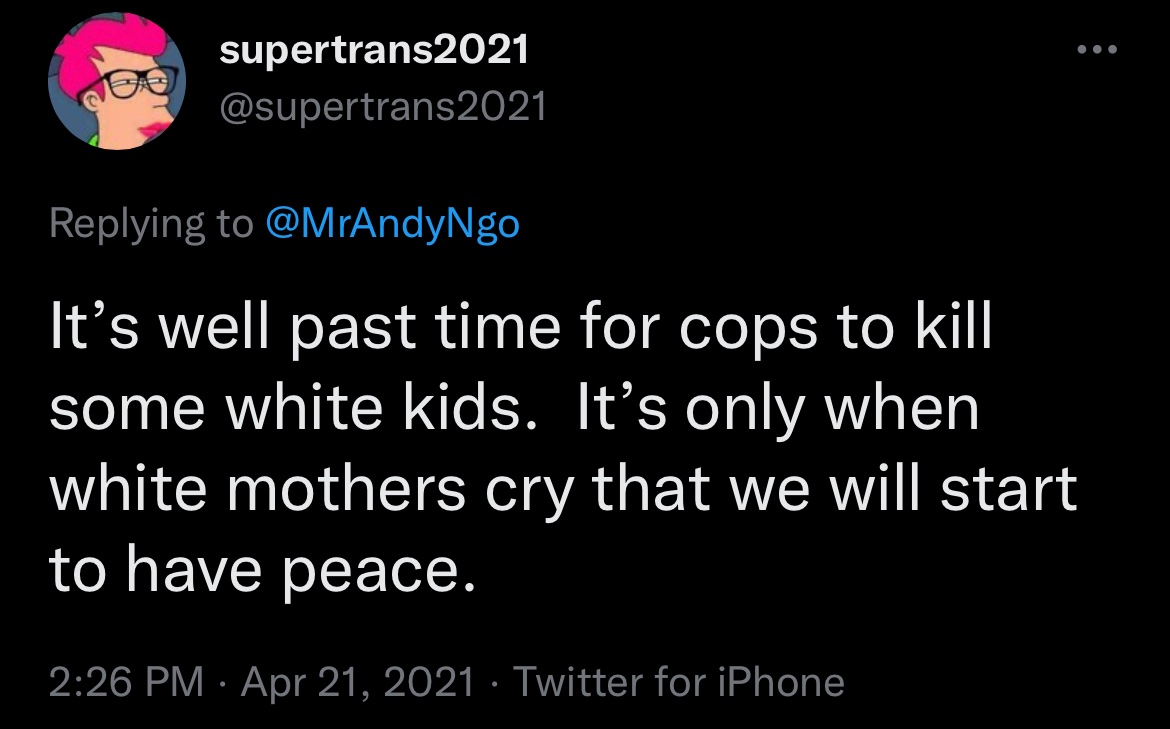 supertrans2021
@supertrans2021
Replying to @MrAndyNgo
It’s well past time for cops to kill
some white kids.  It’s only when
white mothers cry that we will start
to have peace.
2:26 PM · Apr 21, 2021 · Twitter for iPhone